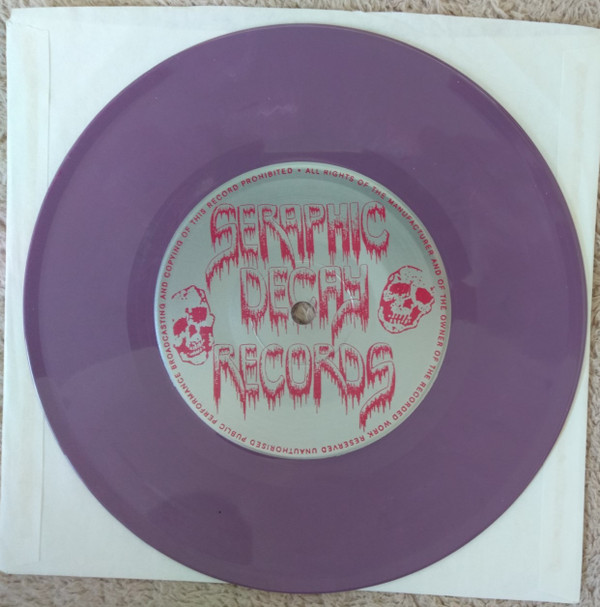 SERAPHIC
DECAY
RECORDS
ALL RIGHTS OF THE MANUFACTURER AND OF THE OWNER OF THE RECORDED WORK RESERVED UNAUTHORISED PUBLIC PERFORMANCE BROADCASTING AND COPYING OF THIS RECORD PROHIBITED •